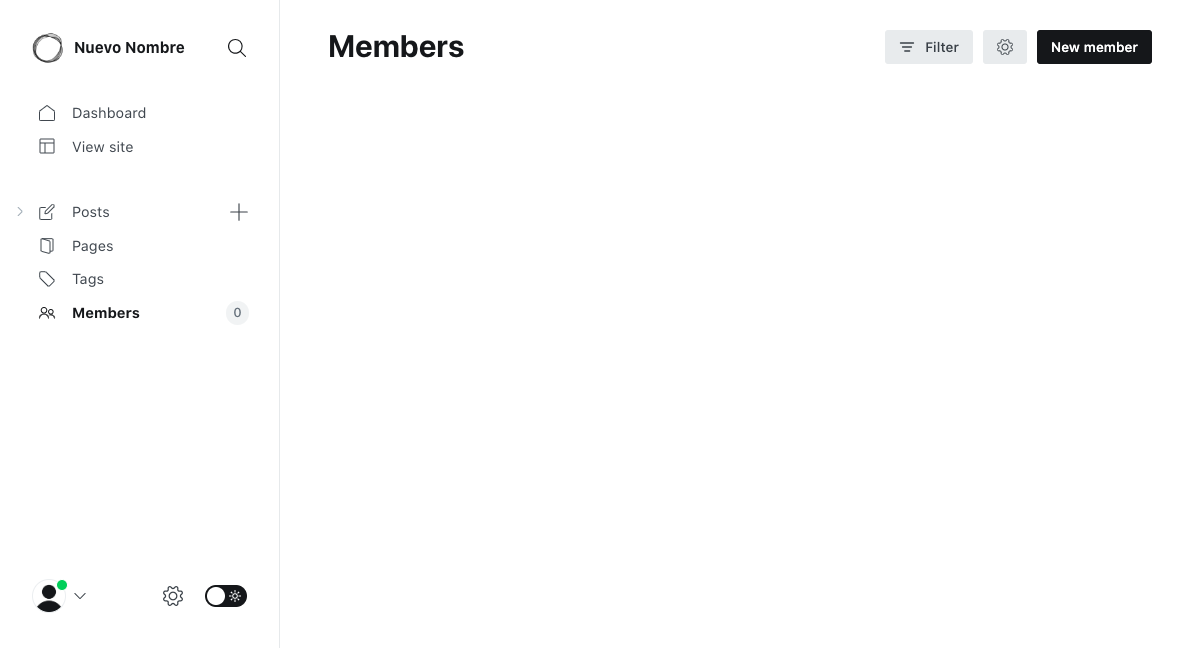 Nuevo Nombre
Dashboard
View site
Posts
Pages
Tags
Members
0
Members
Filter
New member